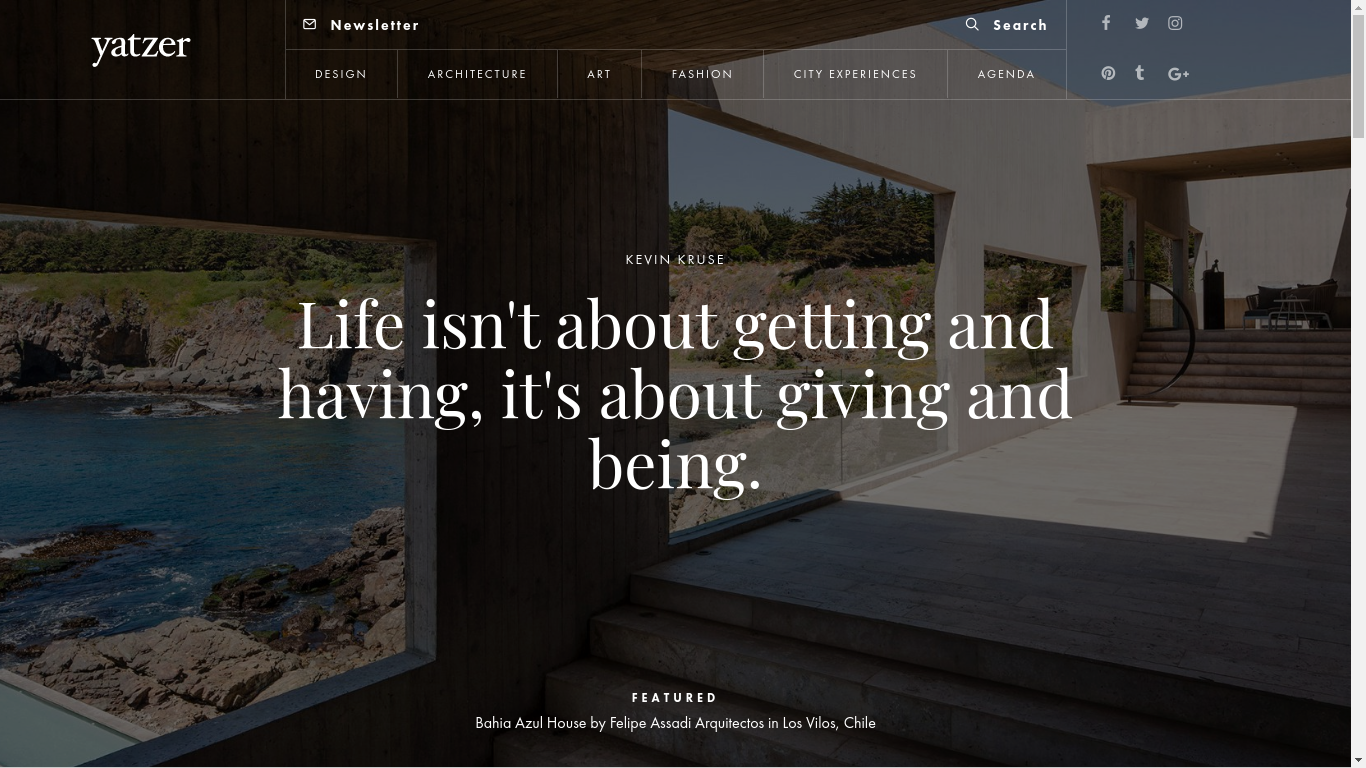 yatzer
Newsletter
Search
DESIGN
ARCHITECTURE
ART
FASHION
CITY EXPERIENCES
AGENDA
KEVIN KRUSE
Life isn't about getting and
having, it's about giving and
being.
FEATURED
Bahia Azul House by Felipe Assadi Arquitectos in Los Vilos, Chile